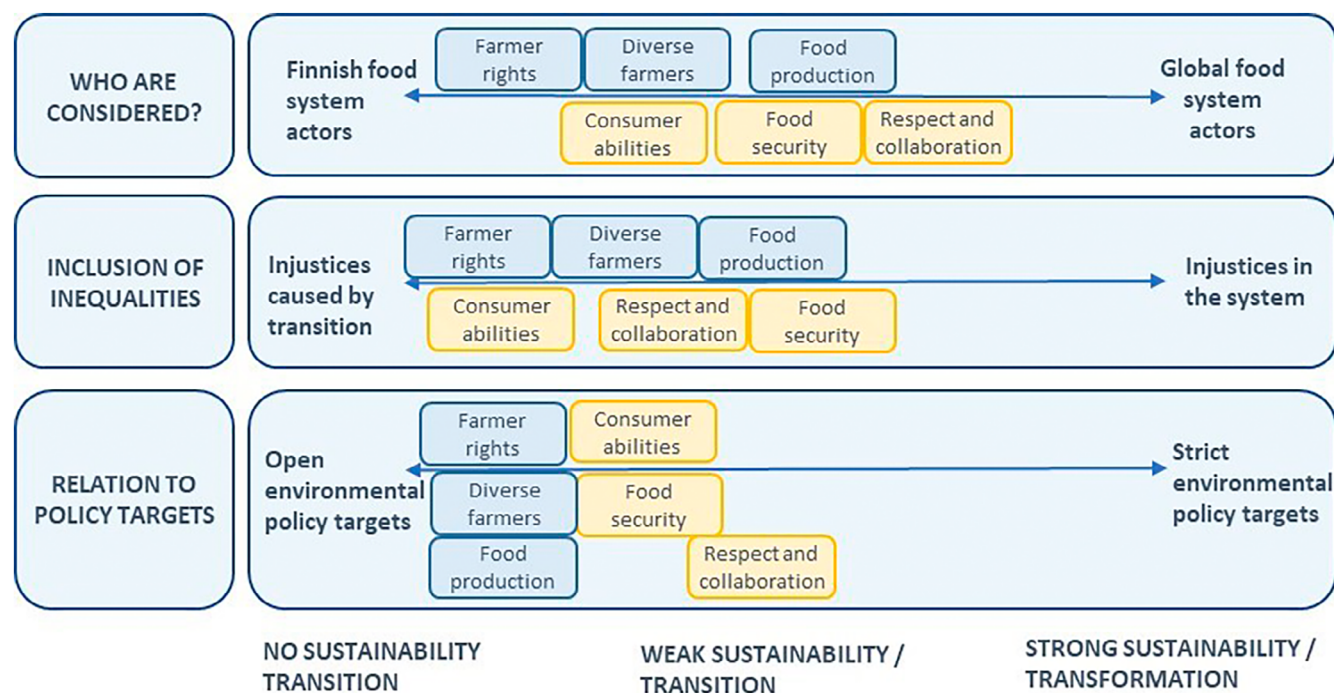 WHO ARE
CONSIDERED?
Finnish food
system
actors
Farmer
rights
Diverse
farmers
Food
production
Consumer
abilities
Food
security
Respect and
collaboration
Global food
system
actors
INCLUSION OF
INEQUALITIES
Injustices
caused by
transition
Farmer
rights
Diverse
farmers
Food
production
Consumer
abilities
Respect and
collaboration
Food
security
Injustices in
the system
RELATION TO
POLICY TARGETS
Open
environmental
policy targets
Farmer
rights
Consumer
abilities
Diverse
farmers
Food
security
Food
production
Respect and
collaboration
Strict
environmental
policy targets
NO SUSTAINABILITY
TRANSITION
WEAK SUSTAINABILITY /
TRANSITION
STRONG SUSTAINABILITY /
TRANSFORMATION